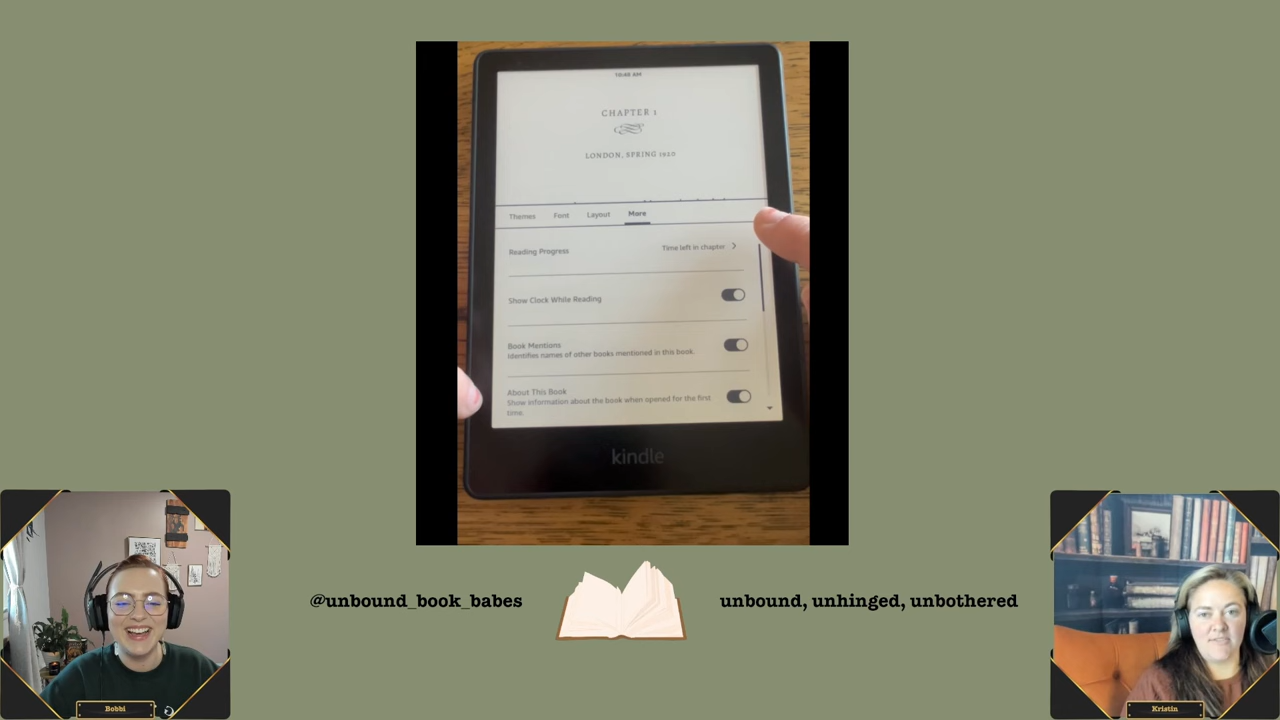 10:48 AM
CHAPTER 1
LONDON, SPRING 1920
Themes Font Layout More
Reading Progress Time left in chapter
Show Clock While Reading
Book Mentions
Identifies names of other books mentioned in this book.
About This Book
Show information about the book when opened for the first
time.
kindle
@unbound_book_babes
unbound, unhinged, unbothered
Bobbi
Kristin